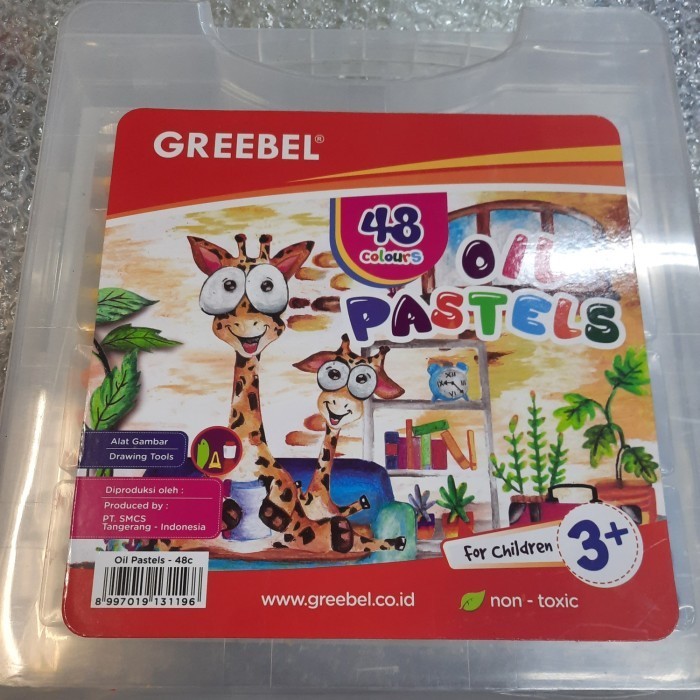 GREEBEL®
48
colours
OIL
PASTELS
XII
Alat Gambar
Drawing Tools
Diproduksi oleh :
Produced by :
PT. SMCS
Tangerang - Indonesia
for Children
3+
Oil Pastels - 48c
8 997019 131196
www.greebel.co.id
non - toxic